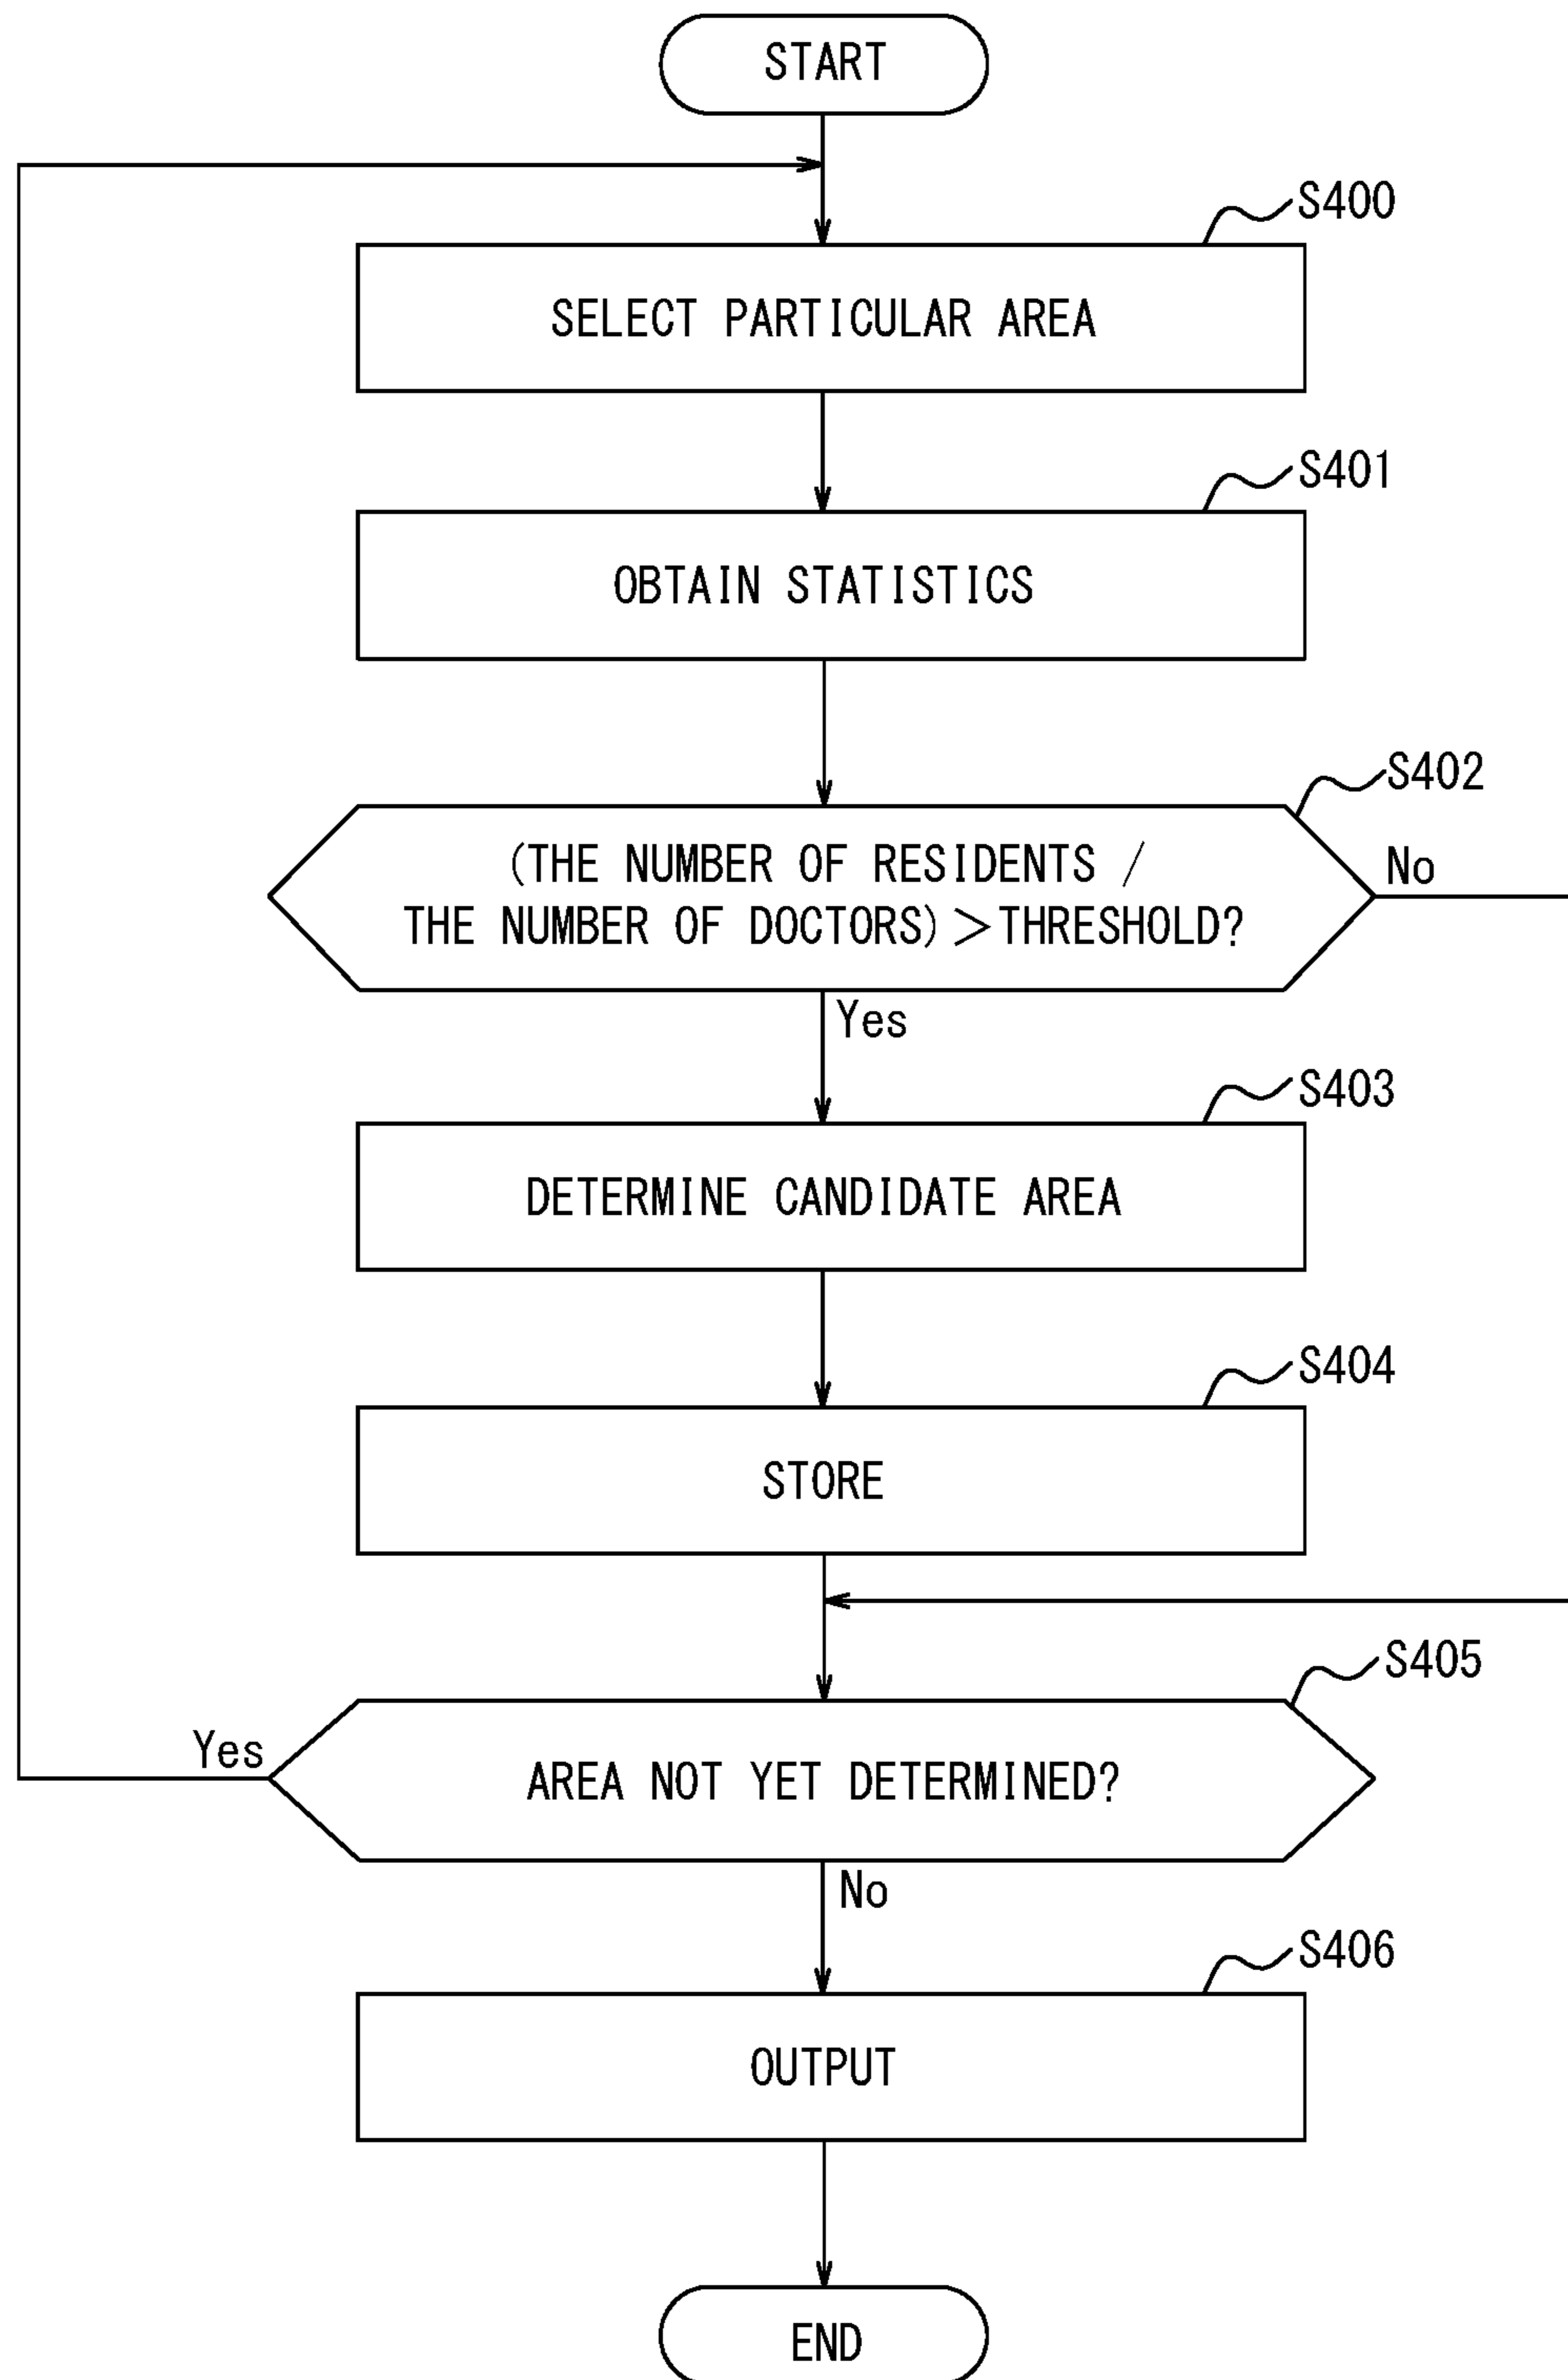 START
S400
SELECT PARTICULAR AREA
S401
OBTAIN STATISTICS
S402
(THE NUMBER OF RESIDENTS /
THE NUMBER OF DOCTORS) >THRESHOLD?
No
Yes
S403
DETERMINE CANDIDATE AREA
S404
STORE
S405
Yes
AREA NOT YET DETERMINED?
No
S406
OUTPUT
END